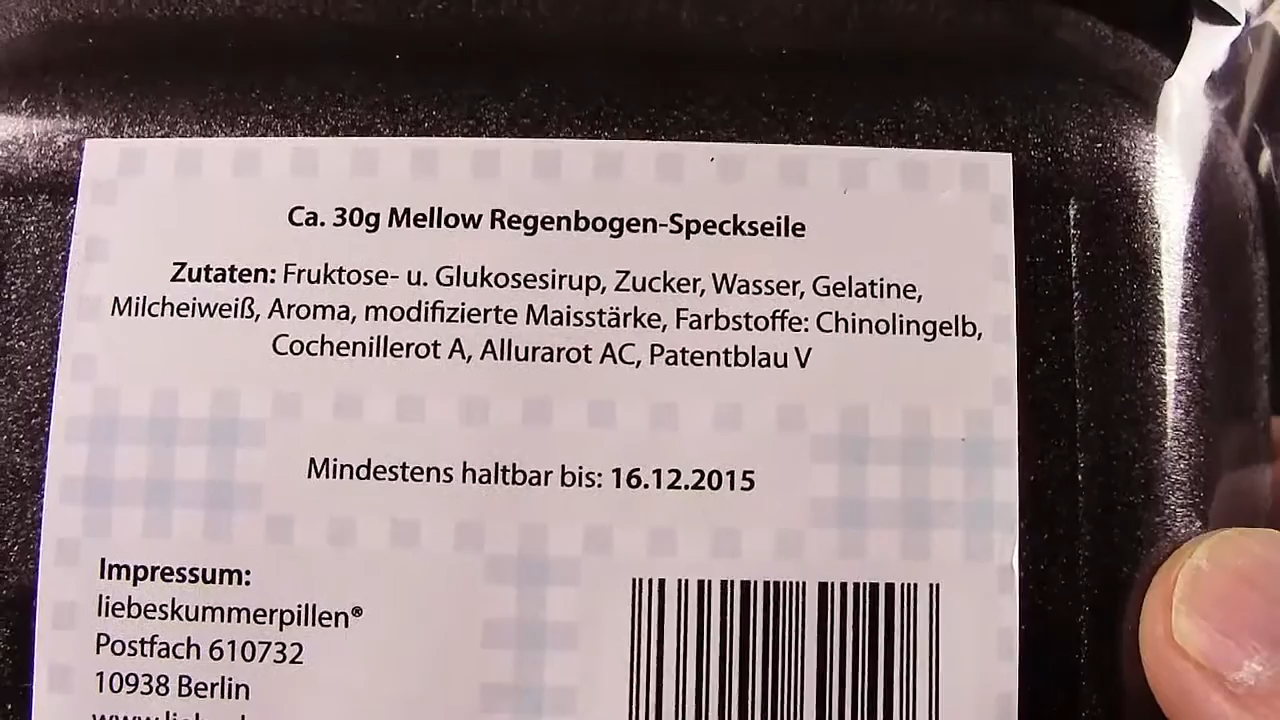 Ca. 30g Mellow Regenbogen-Speckseile
Zutaten: Fruktose- u. Glukosesirup, Zucker, Wasser, Gelatine,
Milcheiweiß, Aroma, modifizierte Maisstärke, Farbstoffe: Chinolingelb,
Cochenillerot A, Allurarot AC, Patentblau V
Mindestens haltbar bis: 16.12.2015
Impressum:
liebeskummerpillen®
Postfach 610732
10938 Berlin